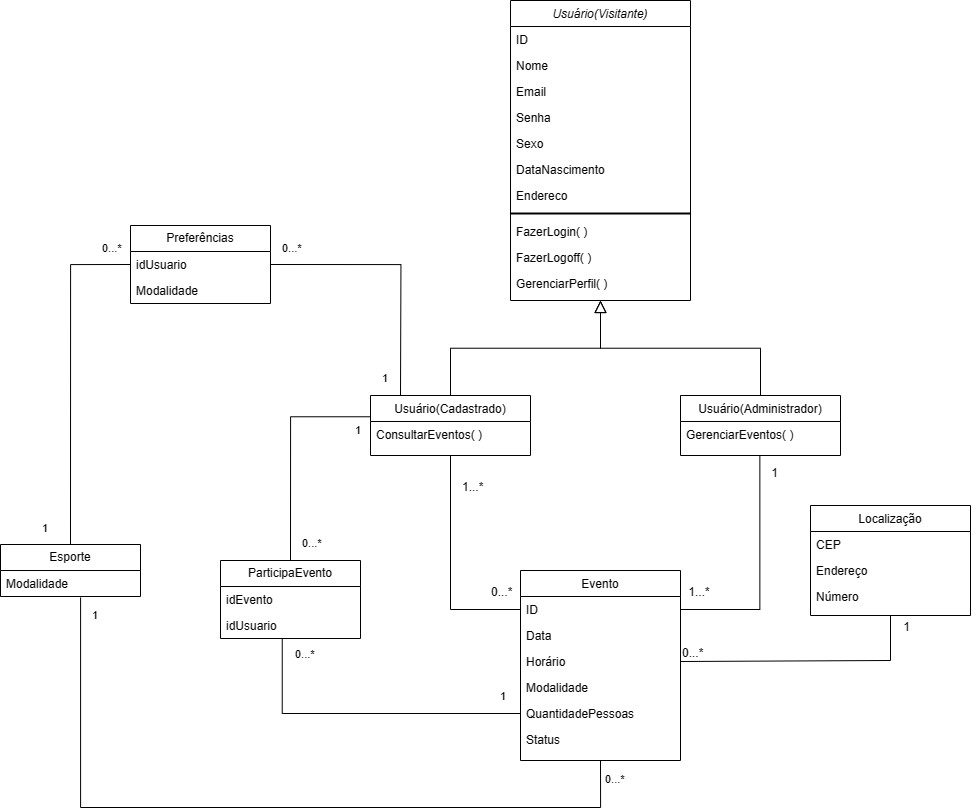 Usuário(Visitante)
ID
Nome
Email
Senha
Sexo
DataNascimento
Endereco
FazerLogin( )
FazerLogoff( )
GerenciarPerfil( )
Preferências
idUsuario
Modalidade
0...*
0...*
1
Usuário(Cadastrado)
ConsultarEventos( )
1
1...*
Usuário(Administrador)
GerenciarEventos( )
1
Localização
CEP
Endereço
Número
1
1
Esporte
Modalidade
1
0...*
ParticipaEvento
idEvento
idUsuario
0...*
0...*
1...*
Evento
ID
Data
Horário
Modalidade
QuantidadePessoas
Status
0...*
1
0...*